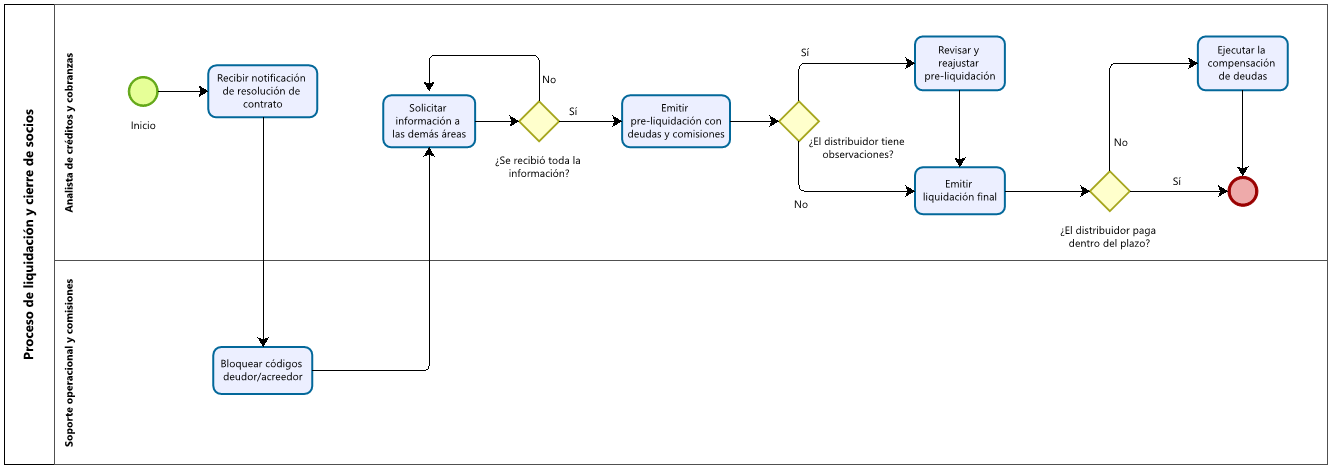 Proceso de liquidación y cierre de socios
Analista de créditos y cobranzas
Inicio
Recibir notificación
de resolución de
contrato
Solicitar
información a
las demás áreas
No
Sí
¿Se recibió toda la
información?
Emitir
pre-liquidación con
deudas y comisiones
Sí
¿El distribuidor tiene
observaciones?
No
Revisar y
reajustar
pre-liquidación
Emitir
liquidación final
No
Sí
¿El distribuidor paga
dentro del plazo?
Ejecutar la
compensación
de deudas
Soporte operacional y comisiones
Bloquear códigos
deudor/acreedor